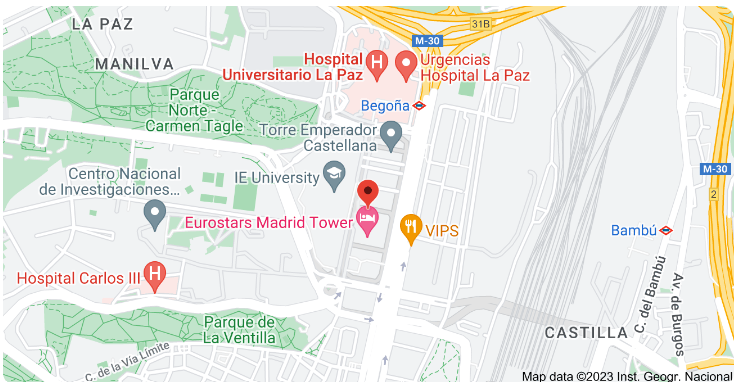 LA PAZ
31B
M-30
MANILVA
Hospital
Universitario La Paz
H
Urgencias
Hospital La Paz
Parque
Norte -
Carmen Tagle
Begoña
Torre Emperador
Castellana
Centro Nacional
de Investigaciones...
IE University
M-30
2
Eurostars Madrid Tower
VIPS
Bambú
Hospital Carlos III
H
Parque de
La Ventilla
C. de la Vía Límite
CASTILLA
C. del Bambú
Av. de Burgos
Map data ©2023 Inst. Geogr. Nacional